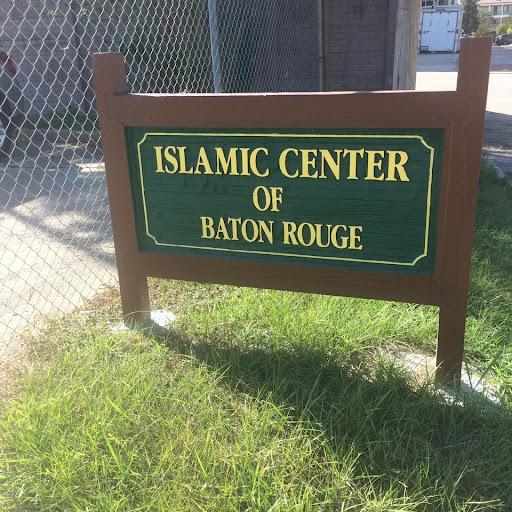 ISLAMIC CENTER
OF
BATON ROUGE